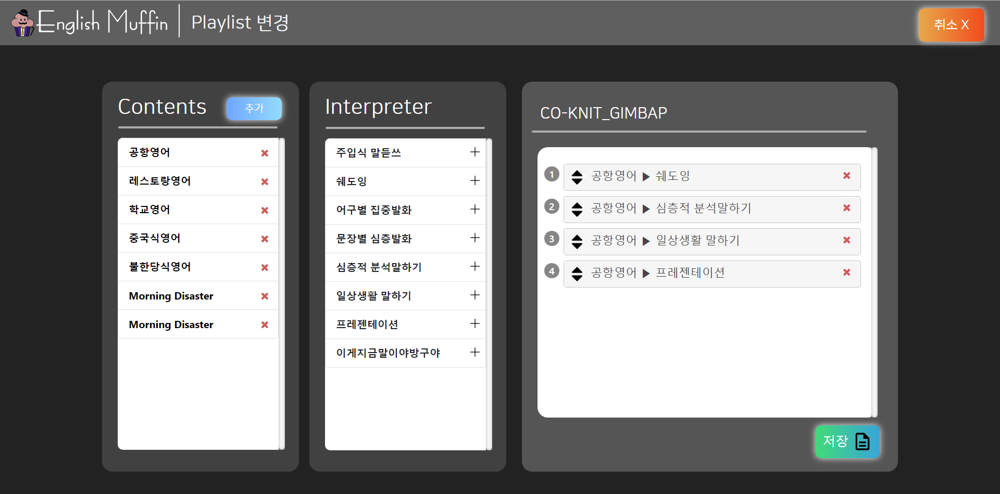 English Muffin
Playlist 변경
취소 X
Contents
추가
공항영어
레스토랑영어
학교영어
중국식영어
불한당식영어
Morning Disaster
Morning Disaster
Interpreter
주입식 말듣쓰
쉐도잉
어구별 집중발화
문장별 심층발화
심층적 분석말하기
일상생활 말하기
프레젠테이션
이게지금말이야방구야
CO-KNIT_GIMBAP
1 공항영어 ▶ 쉐도잉
2 공항영어 ▶ 심층적 분석말하기
3 공항영어 ▶ 일상생활 말하기
4 공항영어 ▶ 프레젠테이션
저장